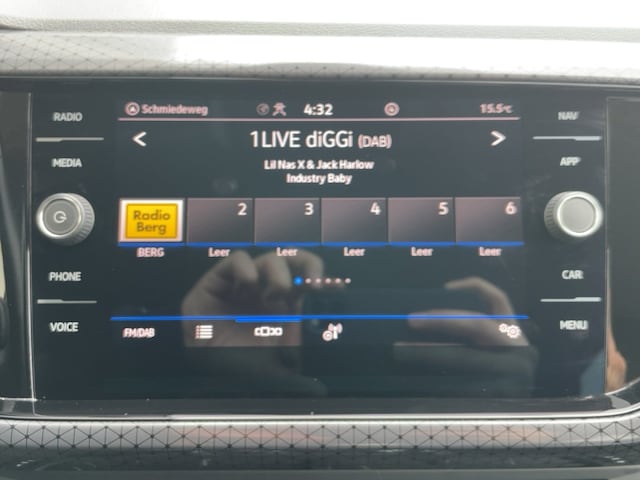 RADIO
MEDIA
PHONE
VOICE
Schmiedeweg 4:32 15.5°C
1LIVE diGGi (DAB)
Lil Nas X & Jack Harlow
Industry Baby
Radio
Berg
2 3 4 5 6
BERG Leer Leer Leer Leer Leer
FM/DAB
NAV
APP
CAR
MENU